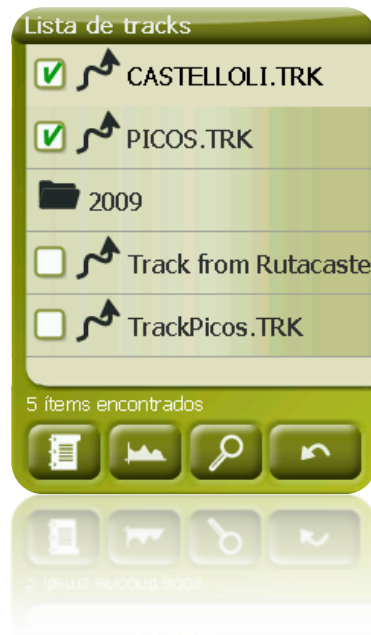 Lista de tracks
CASTELLOLI.TRK
PICOS.TRK
2009
Track from Rutacaste
TrackPicos.TRK
5 ítems encontrados